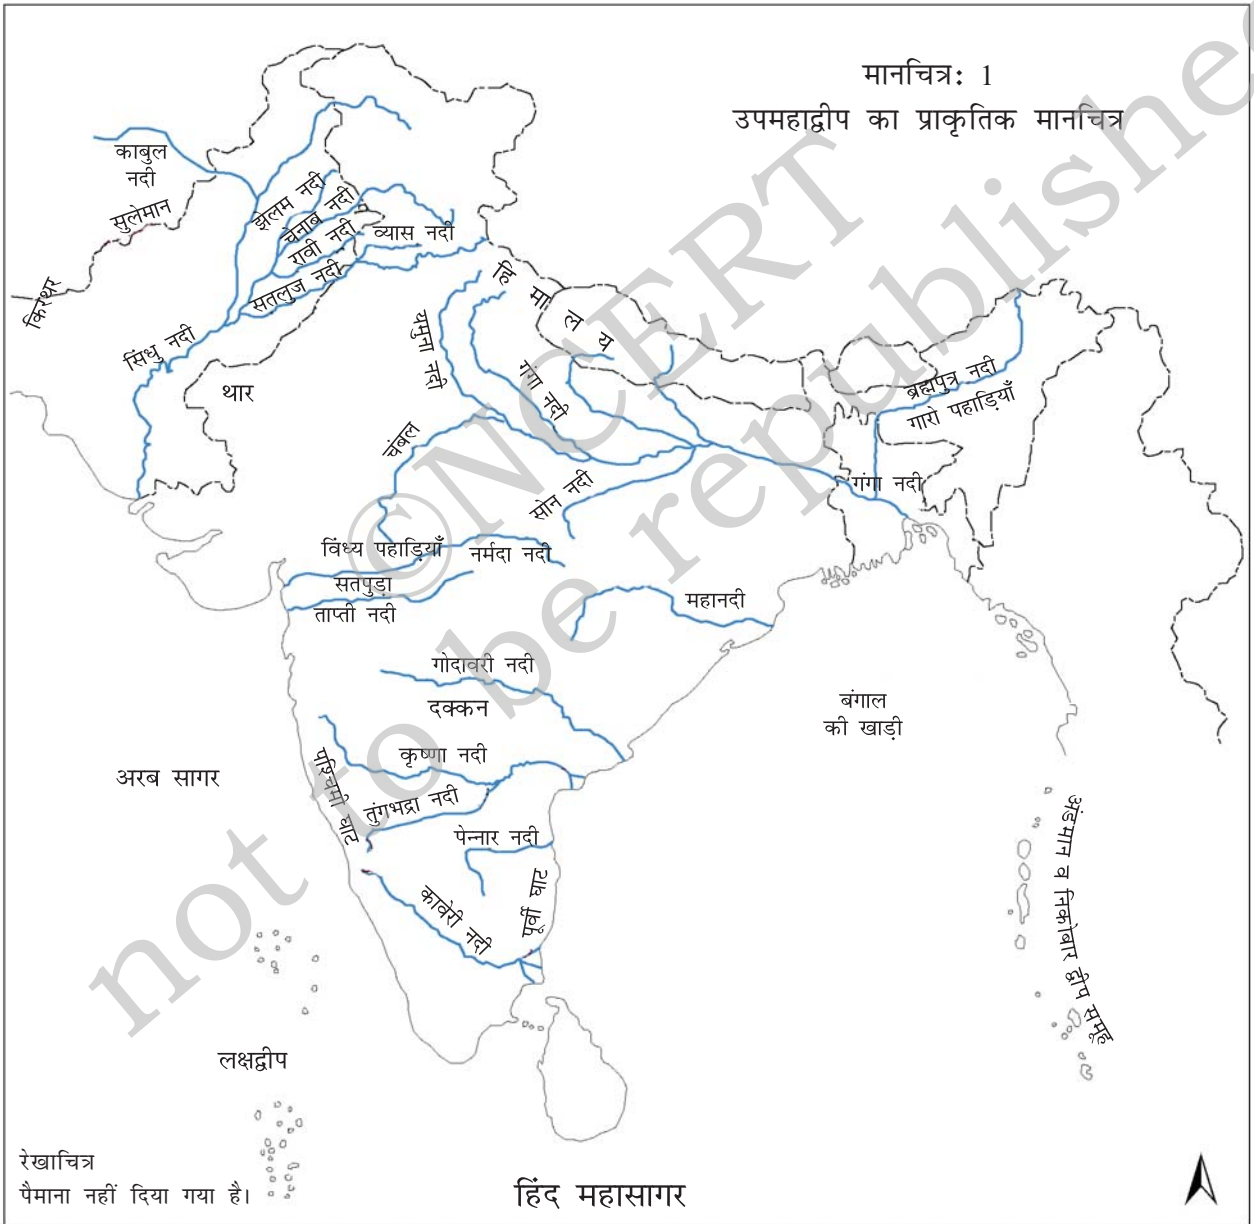 मानचित्र: 1
उपमहाद्वीप का प्राकृतिक मानचित्र
काबुल
नदी
सुलेमान
किरथर
झेलम नदी
चेनाब नदी
रावी नदी
व्यास नदी
सतलुज नदी
सिंधु नदी
थार
हिमालय
यमुना नदी
गंगा नदी
चंबल
सोन नदी
ब्रह्मपुत्र नदी
गारो पहाड़ियाँ
गंगा नदी
विंध्य पहाड़ियाँ
नर्मदा नदी
सतपुड़ा
ताप्ती नदी
महानदी
गोदावरी नदी
दक्कन
बंगाल
की खाड़ी
अरब सागर
पश्चिमी घाट
कृष्णा नदी
तुंगभद्रा नदी
पेन्नार नदी
कावेरी नदी
पूर्वी घाट
अंडमान व निकोबार द्वीप समूह
लक्षद्वीप
रेखाचित्र
पैमाना नहीं दिया गया है।
हिंद महासागर
©NCERT
not to be republished